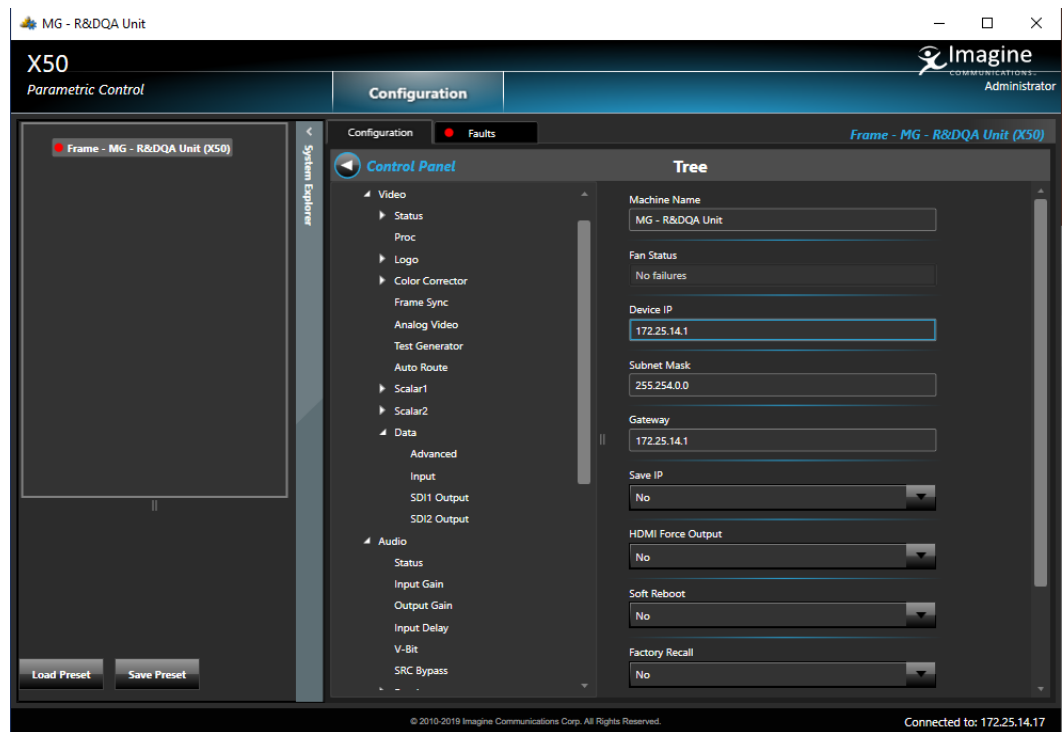 MG - R&DQA Unit
X50
Parametric Control
Configuration
Imagine
COMMUNICATIONS
Administrator
Frame - MG - R&DQA Unit (X50)
System Explorer
Configuration
Faults
Frame - MG - R&DQA Unit (X50)
Control Panel
Tree
Video
Status
Proc
Logo
Color Corrector
Frame Sync
Analog Video
Test Generator
Auto Route
Scalar1
Scalar2
Data
Advanced
Input
SDI1 Output
SDI2 Output
Audio
Status
Input Gain
Output Gain
Input Delay
V-Bit
SRC Bypass
Machine Name
MG - R&DQA Unit
Fan Status
No failures
Device IP
172.25.14.1
Subnet Mask
255.254.0.0
Gateway
172.25.14.1
Save IP
No
HDMI Force Output
No
Soft Reboot
No
Factory Recall
No
Load Preset
Save Preset
© 2010-2019 Imagine Communications Corp. All Rights Reserved.
Connected to: 172.25.14.17